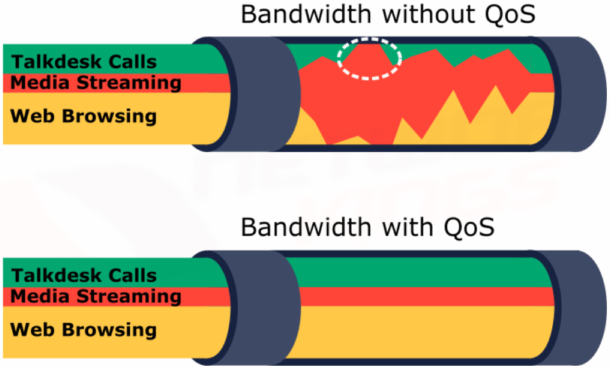 Bandwidth without QoS
Talkdesk Calls
Media Streaming
Web Browsing
Bandwidth with QoS
Talkdesk Calls
Media Streaming
Web Browsing